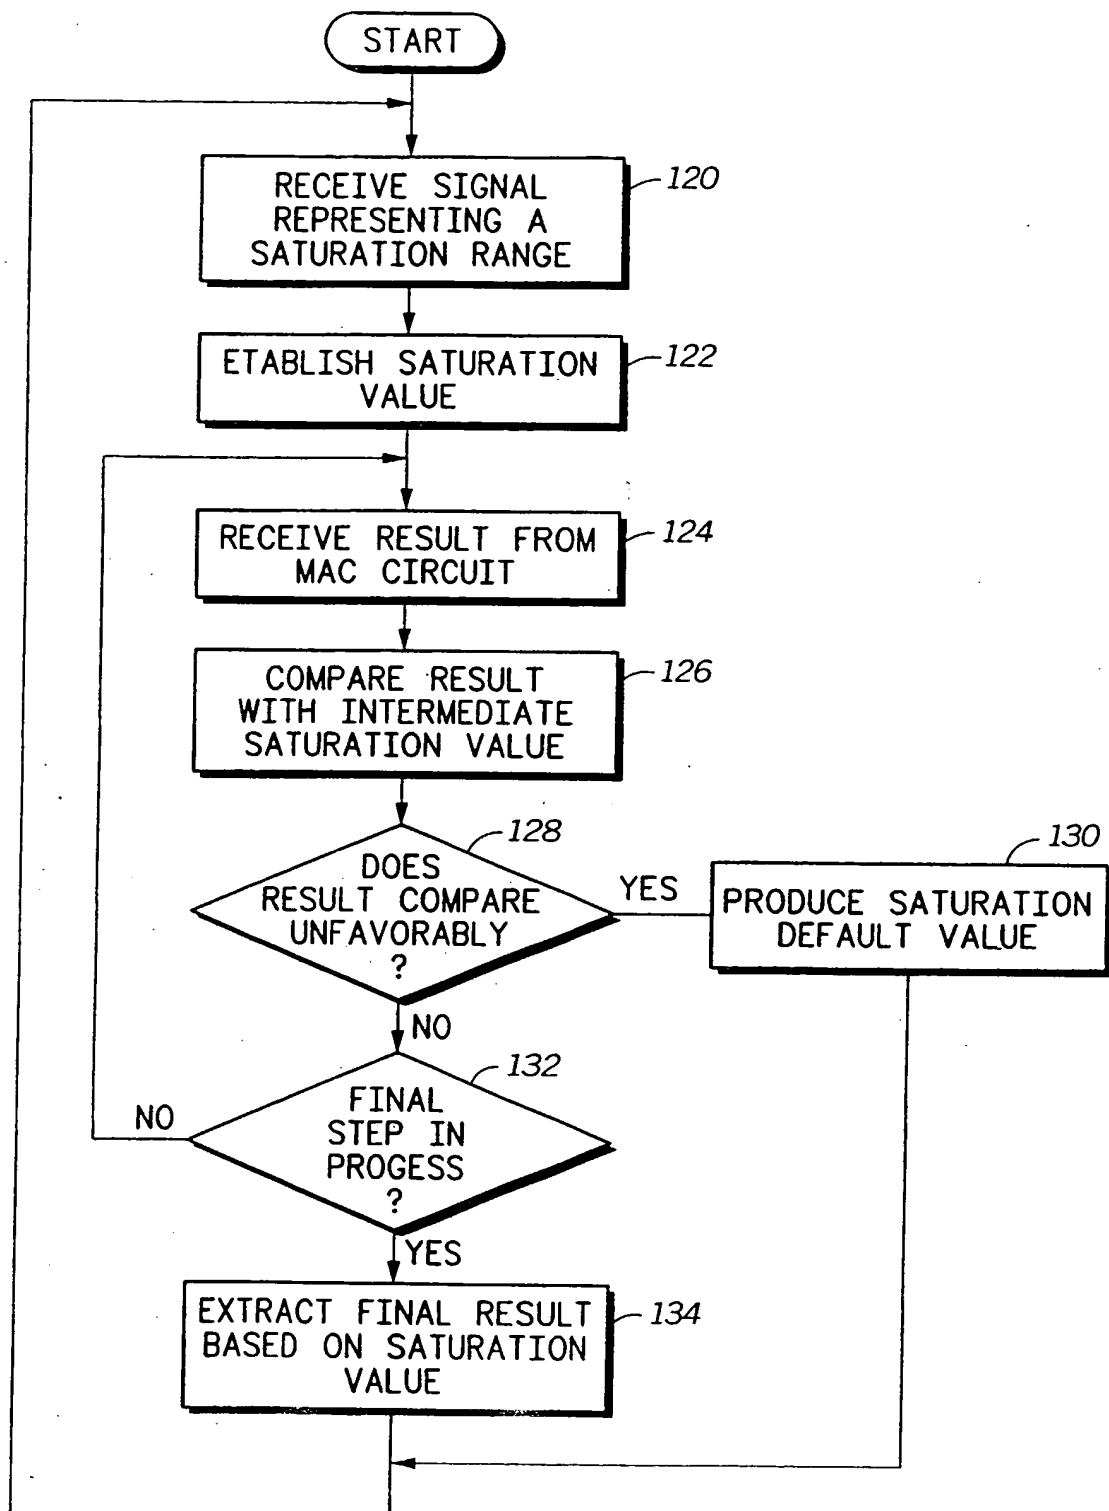 START
RECEIVE SIGNAL
REPRESENTING A
SATURATION RANGE
120
ETABLISH SATURATION
VALUE
122
RECEIVE RESULT FROM
MAC CIRCUIT
124
COMPARE RESULT
WITH INTERMEDIATE
SATURATION VALUE
126
DOES
RESULT COMPARE
UNFAVORABLY
?
128
YES
PRODUCE SATURATION
DEFAULT VALUE
130
NO
FINAL
STEP IN
PROGESS
?
132
NO
YES
EXTRACT FINAL RESULT
BASED ON SATURATION
VALUE
134